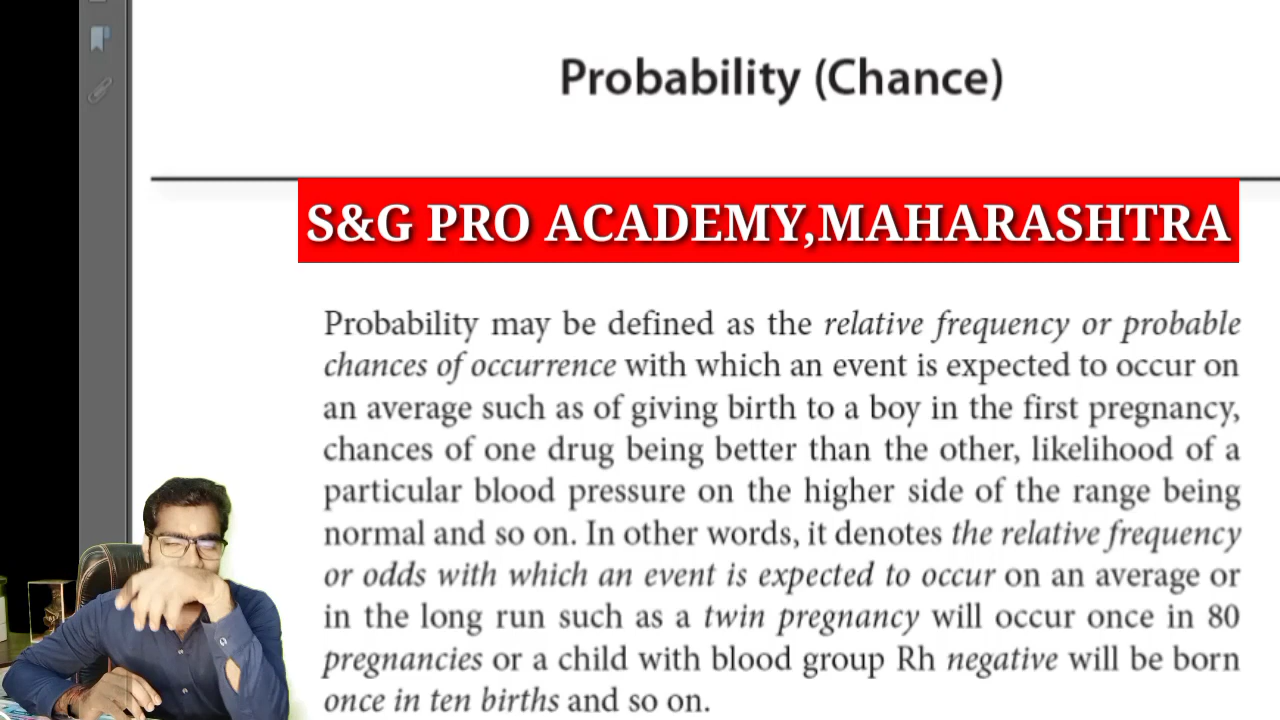 Probability (Chance)
S&G PRO ACADEMY,MAHARASHTRA
Probability may be defined as the relative frequency or probable
chances of occurrence with which an event is expected to occur on
an average such as of giving birth to a boy in the first pregnancy,
chances of one drug being better than the other, likelihood of a
particular blood pressure on the higher side of the range being
normal and so on. In other words, it denotes the relative frequency
or odds with which an event is expected to occur on an average or
in the long run such as a twin pregnancy will occur once in 80
pregnancies or a child with blood group Rh negative will be born
once in ten births and so on.